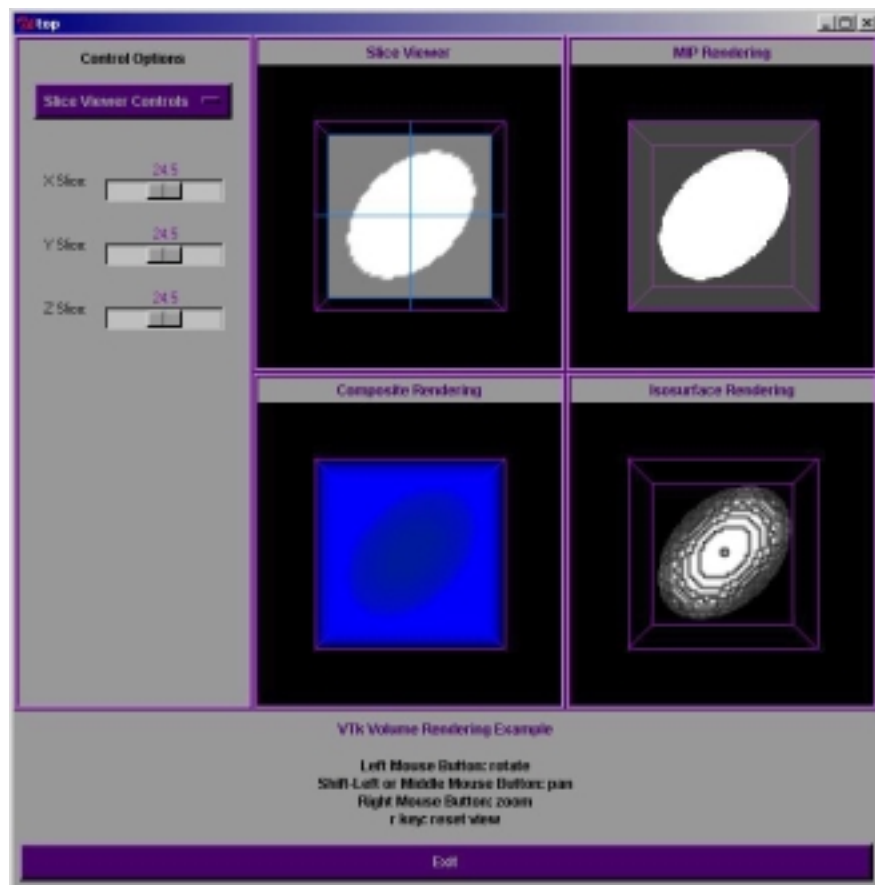 top
Control Options
Slice Viewer Controls
X Slice:
24.5
Y Slice:
24.5
Z Slice:
24.5
Slice Viewer
MIP Rendering
Composite Rendering
Isosurface Rendering
VTk Volume Rendering Example
Left Mouse Button: rotate
Shift-Left or Middle Mouse Button: pan
Right Mouse Button: zoom
r key: reset view
Exit